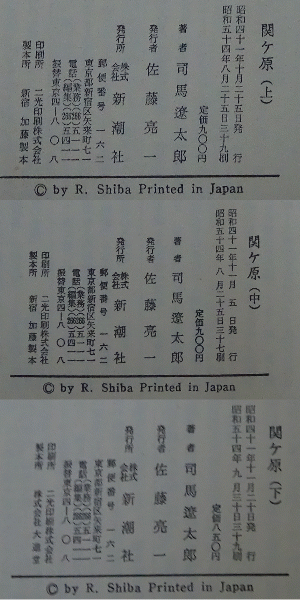 関ケ原(上)
昭和四十一年十月二十五日発行
昭和五十四年八月二十五日三十九刷
定価九〇〇円
著者 司馬遼太郎
発行者 佐藤亮一
発行所 株式会社 新潮社
郵便番号 一六二
東京都新宿区矢来町七一
振替東京四―八〇八
印刷所 二光印刷株式会社
製本所 新宿 加藤製本
© by R. Shiba Printed in Japan
関ケ原(中)
昭和四十一年十一月五日発行
昭和五十四年八月二十五日三十七刷
定価九〇〇円
著者 司馬遼太郎
発行者 佐藤亮一
発行所 株式会社 新潮社
郵便番号 一六二
東京都新宿区矢来町七一
振替東京四―八〇八
印刷所 二光印刷株式会社
製本所 新宿 加藤製本
© by R. Shiba Printed in Japan
関ケ原(下)
昭和四十一年十一月二十日発行
昭和五十四年九月三十日三十九刷
定価八五〇円
著者 司馬遼太郎
発行者 佐藤亮一
発行所 株式会社 新潮社
郵便番号 一六二
東京都新宿区矢来町七一
振替東京四―八〇八
印刷所 二光印刷株式会社
製本所 株式会社 大進堂
© by R. Shiba Printed in Japan